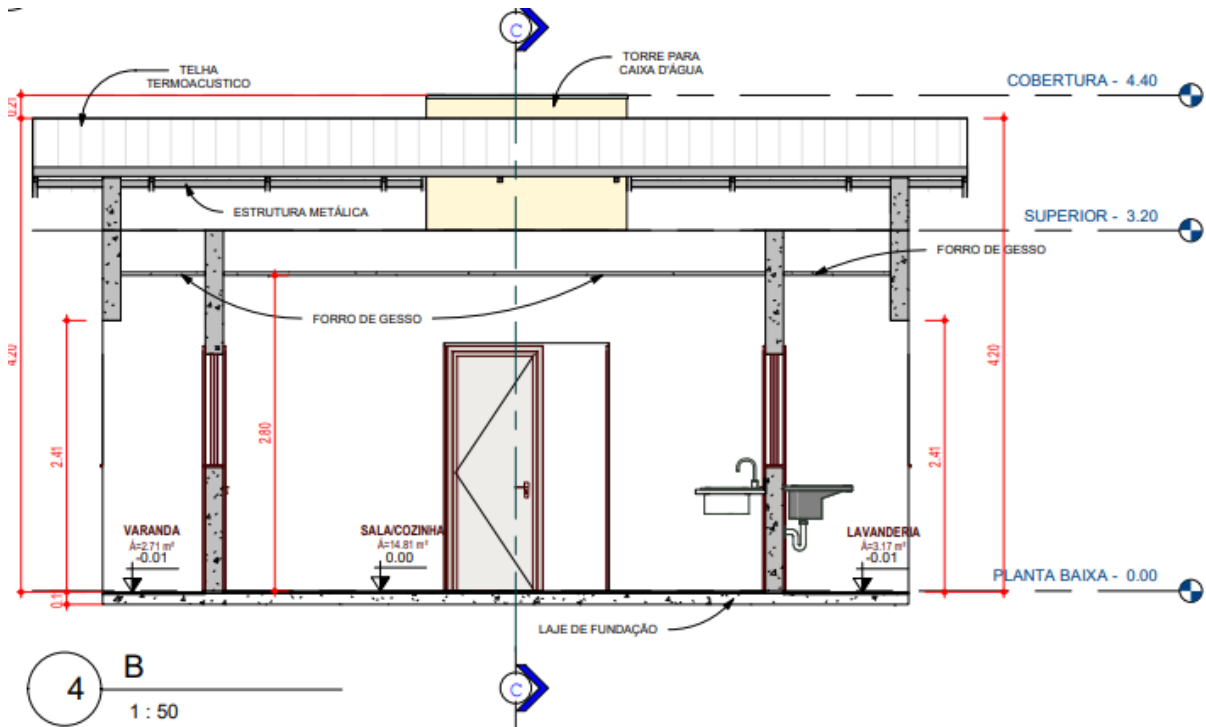 C
TORRE PARA
CAIXA D'ÁGUA
TELHA
TERMOACUSTICO
COBERTURA - 4.40
0.21
ESTRUTURA METÁLICA
SUPERIOR - 3.20
FORRO DE GESSO
FORRO DE GESSO
4.20
4.20
2.41
2.80
2.41
VARANDA
A=2.71 m²
-0.01
SALA/COZINHA
A=14.81 m²
0.00
LAVANDERIA
A=3.17 m²
-0.01
PLANTA BAIXA - 0.00
LAJE DE FUNDAÇÃO
4
B
1 : 50
C